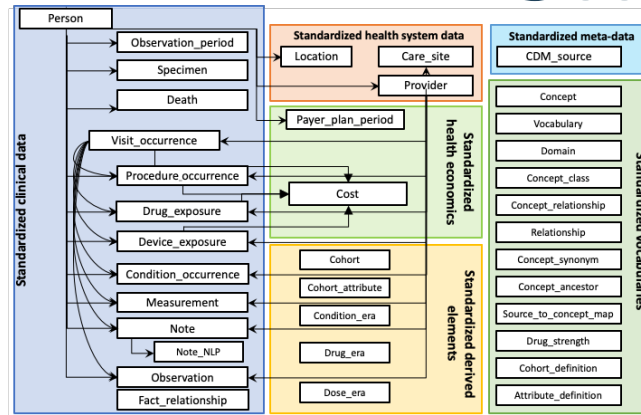 Person
Standardized clinical data
Observation_period
Specimen
Death
Visit_occurrence
Procedure_occurrence
Drug_exposure
Device_exposure
Condition_occurrence
Measurement
Note
Note_NLP
Observation
Fact_relationship
Standardized health system data
Location
Care_site
Provider
Payer_plan_period
Cost
Standardized
health economics
Cohort
Cohort_attribute
Condition_era
Drug_era
Dose_era
Standardized derived
elements
Standardized meta-data
CDM_source
Concept
Vocabulary
Domain
Concept_class
Concept_relationship
Relationship
Concept_synonym
Concept_ancestor
Source_to_concept_map
Drug_strength
Cohort_definition
Attribute_definition